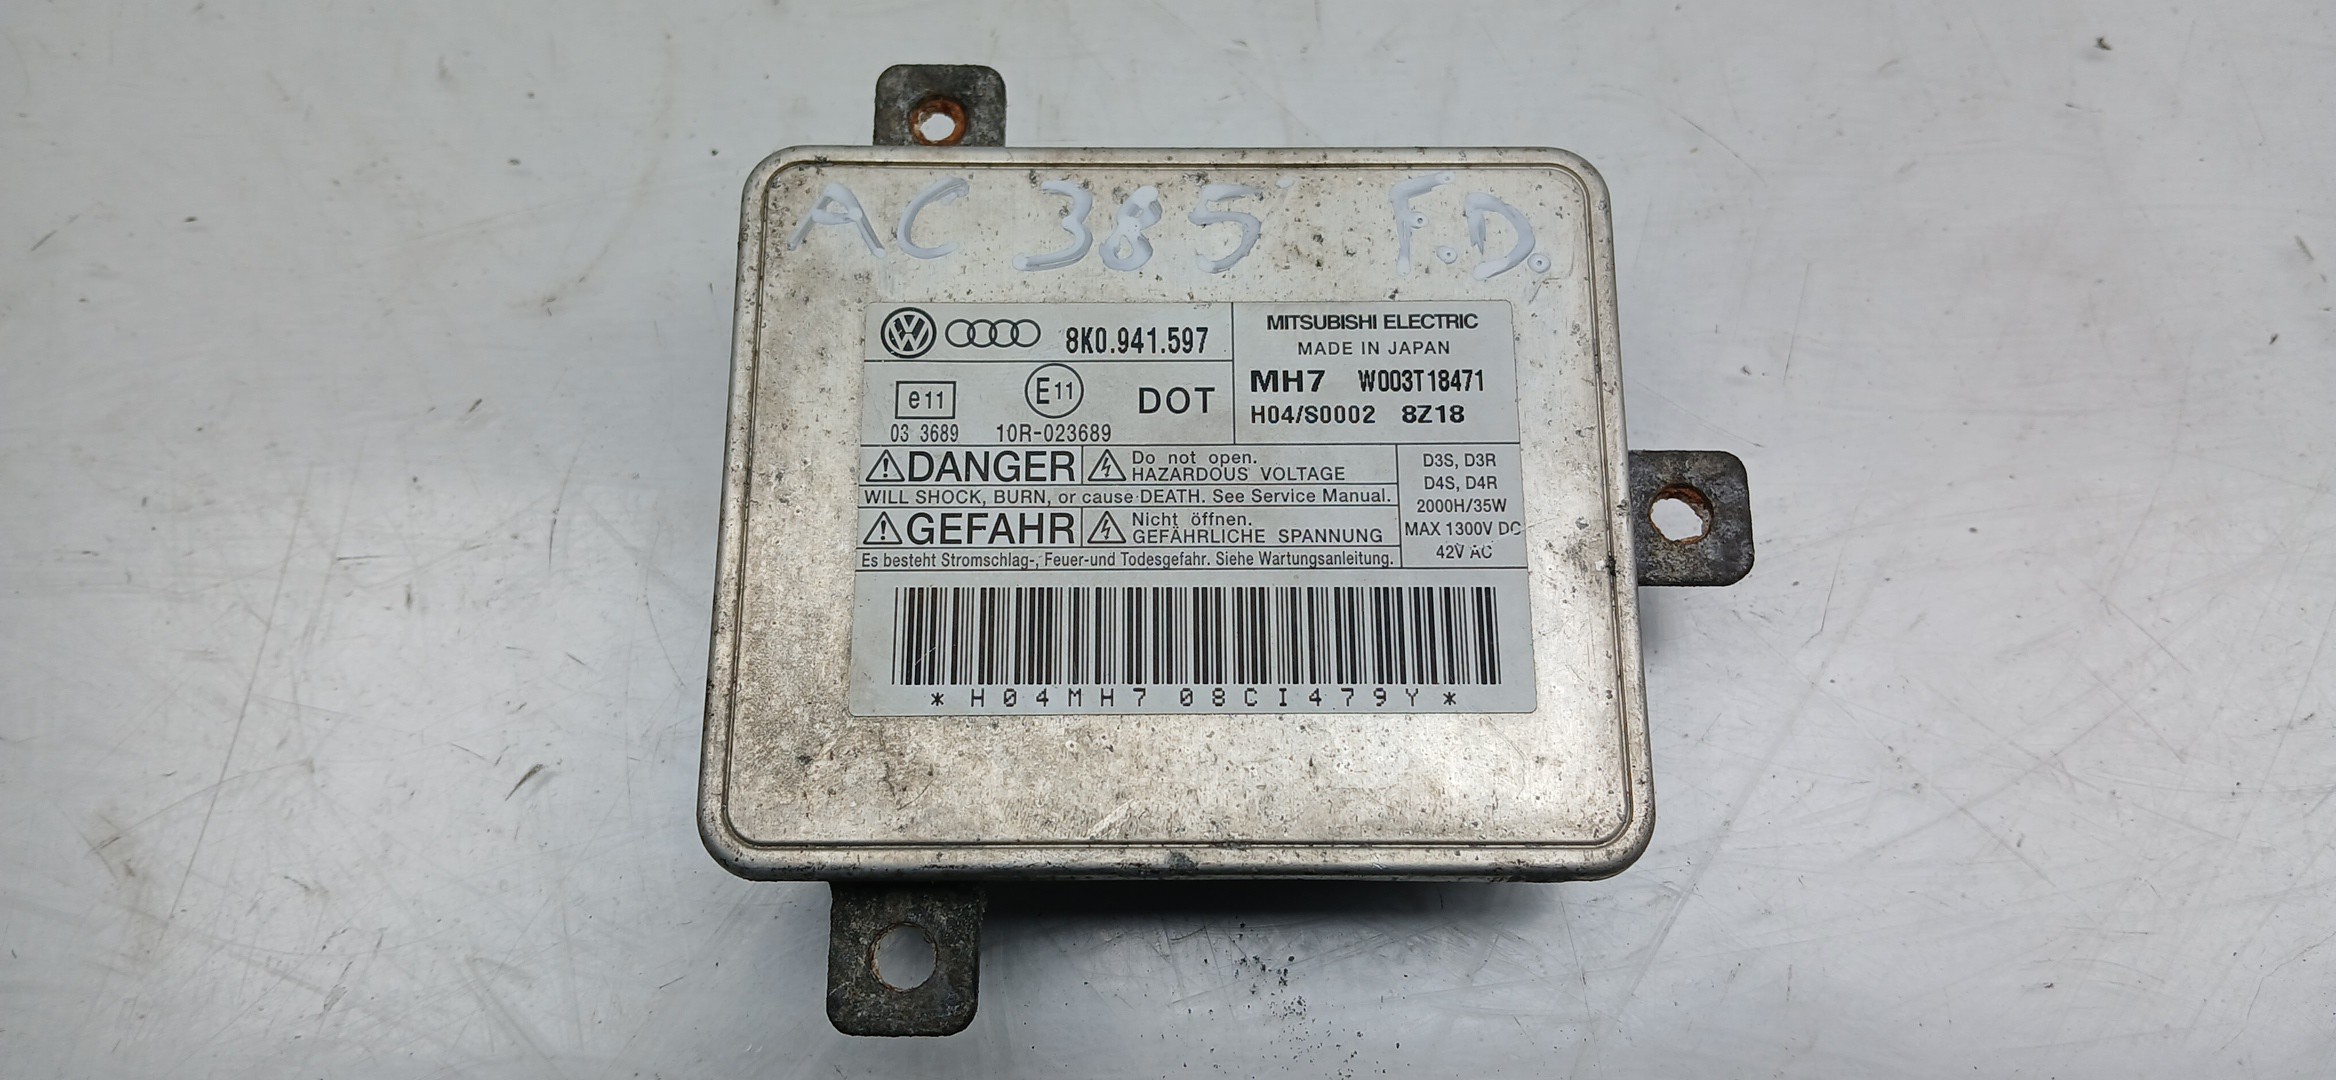 AC 385 F.D.
8K0.941.597
MITSUBISHI ELECTRIC
MADE IN JAPAN
MH7 W003T18471
H04/S0002 8Z18
e11
E11
DOT
03 3689 10R-023689
DANGER
Do not open.
HAZARDOUS VOLTAGE
WILL SHOCK, BURN, or cause DEATH. See Service Manual.
GEFAHR
Nicht öffnen.
GEFÄHRLICHE SPANNUNG
Es besteht Stromschlag-, Feuer-und Todesgefahr. Siehe Wartungsanleitung.
D3S, D3R
D4S, D4R
2000H/35W
MAX 1300V DC
42V AC
*H04MH7 08CI479Y*